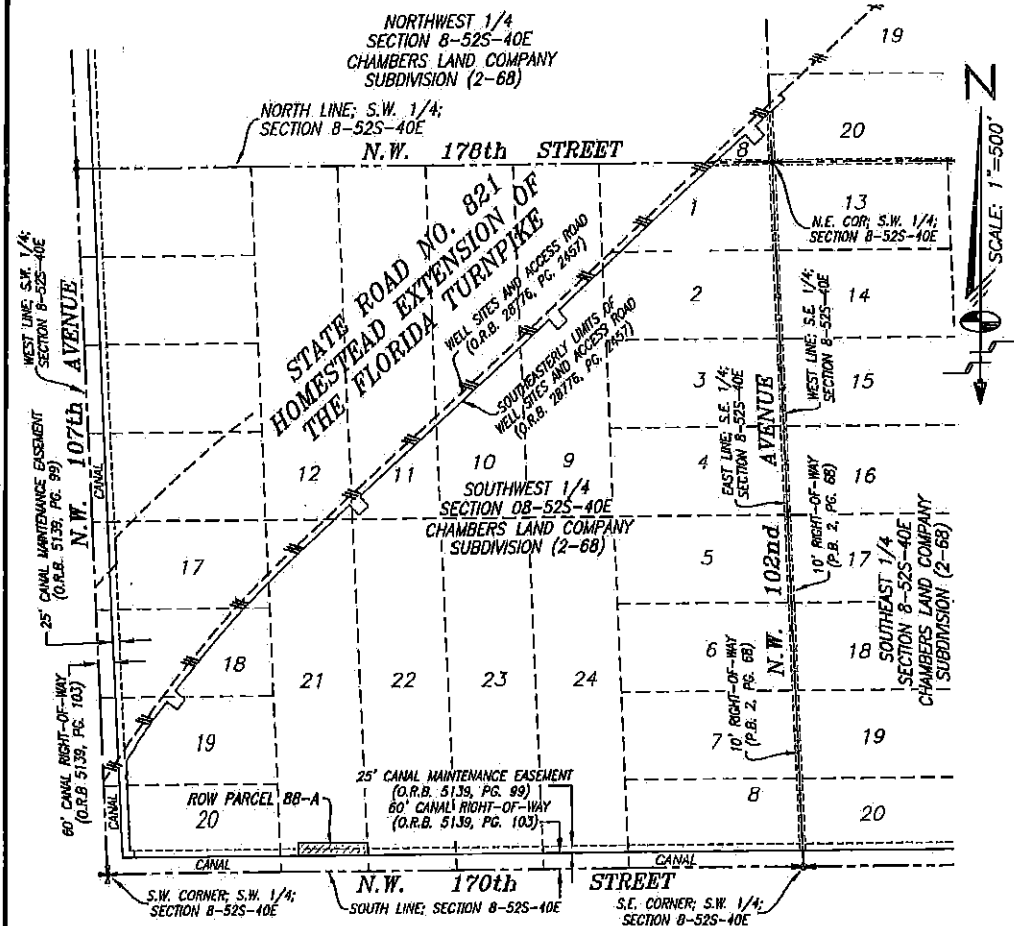 NORTHWEST 1/4
SECTION 8-52S-40E
CHAMBERS LAND COMPANY
SUBDIVISION (2-68)
19
N
NORTH LINE; S.W. 1/4;
SECTION 8-52S-40E
20
8
N.W. 178th STREET
SCALE: 1"=500'
13
N.E. COR; S.W. 1/4;
SECTION 8-52S-40E
1
STATE ROAD NO. 821
HOMESTEAD EXTENSION OF
THE FLORIDA TURNPIKE
WELL SITES AND ACCESS ROAD
(O.R.B. 28776, PG. 2457)
SOUTHEASTERLY LIMITS OF
WELL SITES AND ACCESS ROAD
(O.R.B. 28776, PG. 2457)
WEST LINE; S.W. 1/4;
SECTION 8-52S-40E
N.W. 107th AVENUE
CANAL
25' CANAL MAINTENANCE EASEMENT
(O.R.B. 5139, PG. 99)
2
14
3
15
WEST LINE; S.E. 1/4;
SECTION 8-52S-40E
EAST LINE; S.E. 1/4;
SECTION 8-52S-40E
N.W. 102nd AVENUE
12
11
10
9
4
16
SOUTHWEST 1/4
SECTION 08-52S-40E
CHAMBERS LAND COMPANY
SUBDIVISION (2-68)
10' RIGHT-OF-WAY
(P.B. 2, PG. 68)
17
5
17
SOUTHEAST 1/4
SECTION 8-52S-40E
CHAMBERS LAND COMPANY
SUBDIVISION (2-68)
18
21
22
23
24
6
18
10' RIGHT-OF-WAY
(P.B. 2, PG. 68)
60' CANAL RIGHT-OF-WAY
(O.R.B 5139, PG. 103)
CANAL
19
7
19
25' CANAL MAINTENANCE EASEMENT
(O.R.B. 5139, PG. 99)
60' CANAL RIGHT-OF-WAY
(O.R.B. 5139, PG. 103)
ROW PARCEL 88-A
20
8
20
CANAL
CANAL
N.W. 170th STREET
S.W. CORNER; S.W. 1/4;
SECTION 8-52S-40E
SOUTH LINE; SECTION 8-52S-40E
S.E. CORNER; S.W. 1/4;
SECTION 8-52S-40E